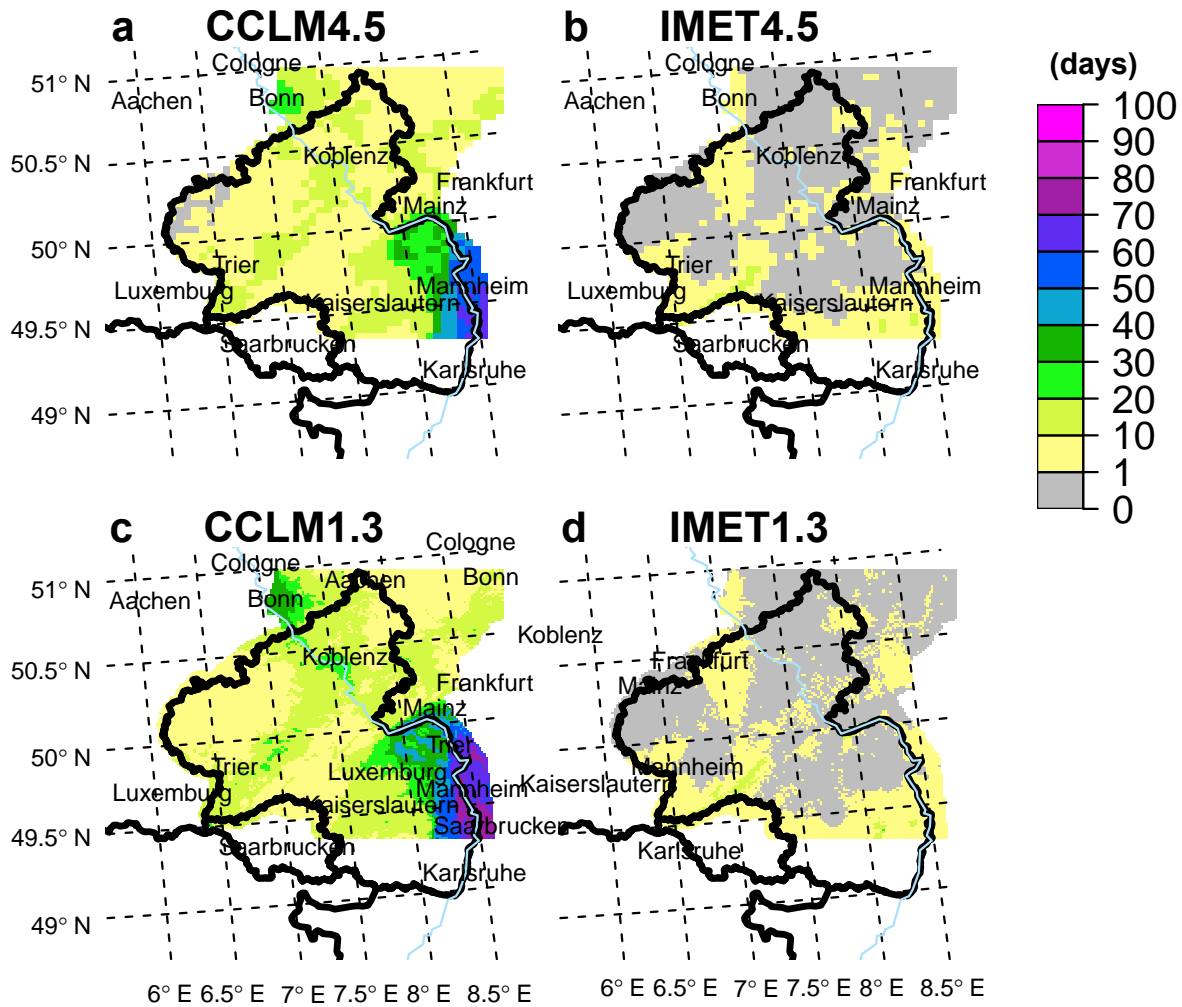 a CCLM4.5
b IMET4.5
Cologne
51° N
Aachen
Bonn
50.5° N
Koblenz
Frankfurt
Mainz
50° N
Trier
Luxemburg
Mannheim
Kaiserslautern
49.5° N
Saarbrucken
Karlsruhe
49° N
Cologne
Aachen
Bonn
Koblenz
Frankfurt
Mainz
Trier
Luxemburg
Mannheim
Kaiserslautern
Saarbrucken
Karlsruhe
(days)
100
90
80
70
60
50
40
30
20
10
1
0
c CCLM1.3
d IMET1.3
Cologne
Cologne
51° N
Aachen
Aachen
Bonn
Bonn
Koblenz
50.5° N
Koblenz
Frankfurt
Mainz
50° N
Trier
Trier
Luxemburg
Luxemburg
Mannheim
Kaiserslautern
49.5° N
Saarbrucken
Saarbrucken
Karlsruhe
49° N
Frankfurt
Mainz
Mannheim
Kaiserslautern
Karlsruhe
6° E 6.5° E 7° E 7.5° E 8° E 8.5° E
6° E 6.5° E 7° E 7.5° E 8° E 8.5° E